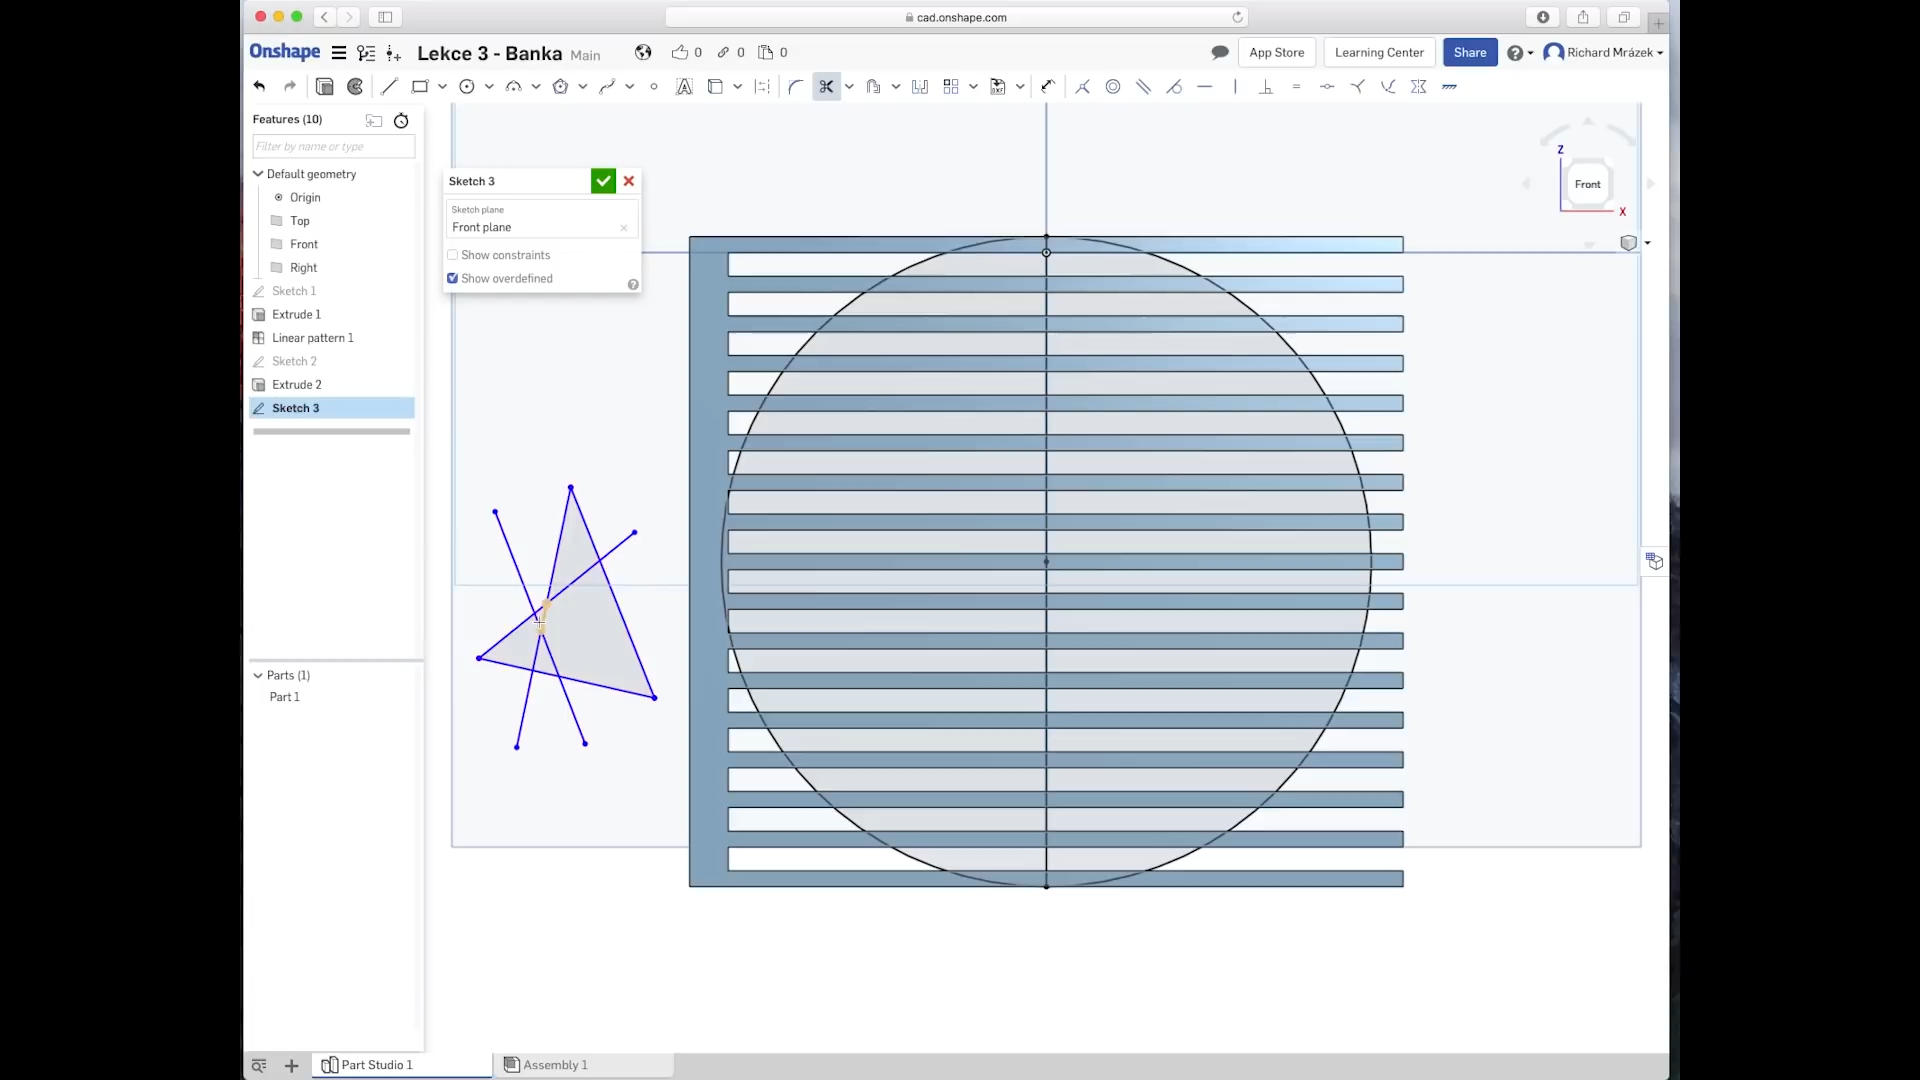 cad.onshape.com
Onshape
Lekce 3 - Banka Main
0 0 0
App Store
Learning Center
Share
Richard Mrázek
Features (10)
Filter by name or type
Default geometry
Origin
Top
Front
Right
Sketch 1
Extrude 1
Linear pattern 1
Sketch 2
Extrude 2
Sketch 3
Sketch 3
Sketch plane
Front plane
Show constraints
Show overdefined
Z
Front
X
Parts (1)
Part 1
Part Studio 1
Assembly 1